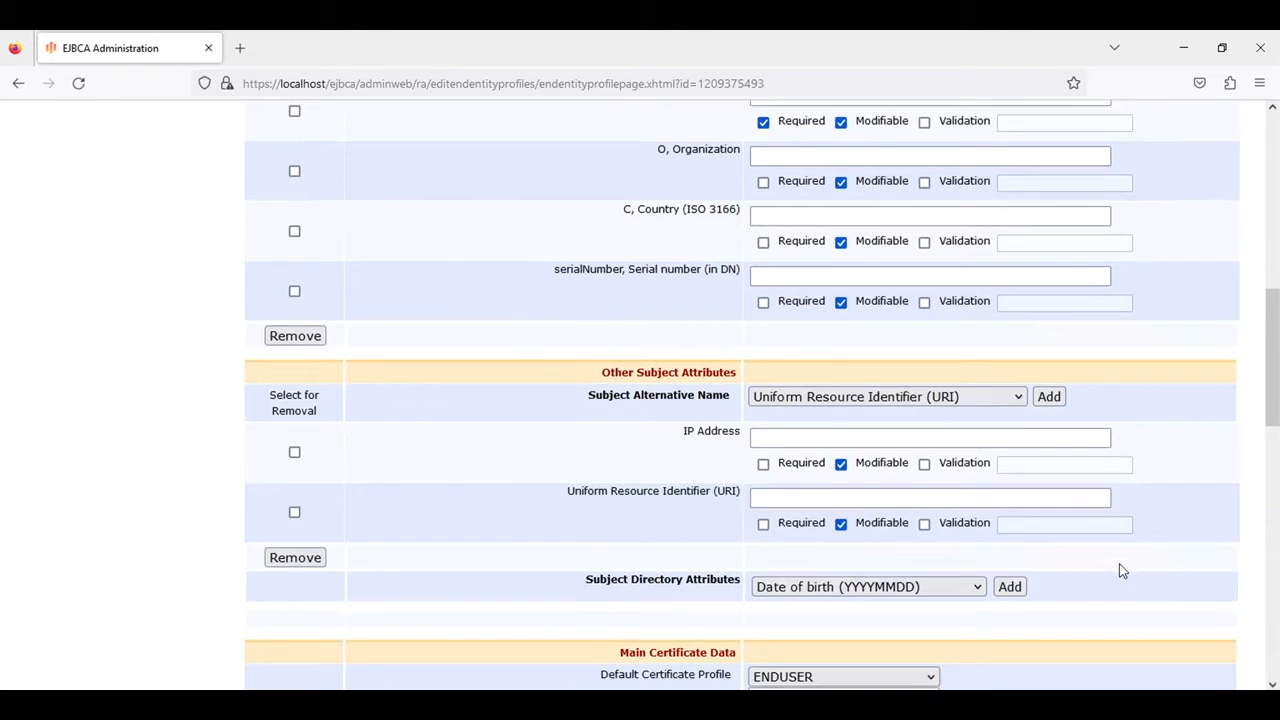 EJBCA Administration
https://localhost/ejbca/adminweb/ra/editendentityprofiles/endentityprofilepage.xhtml?id=1209375493
Required Modifiable Validation
O, Organization
Required Modifiable Validation
C, Country (ISO 3166)
Required Modifiable Validation
serialNumber, Serial number (in DN)
Required Modifiable Validation
Remove
Other Subject Attributes
Select for
Removal
Subject Alternative Name Uniform Resource Identifier (URI) Add
IP Address
Required Modifiable Validation
Uniform Resource Identifier (URI)
Required Modifiable Validation
Remove
Subject Directory Attributes Date of birth (YYYYMMDD) Add
Main Certificate Data
Default Certificate Profile ENDUSER